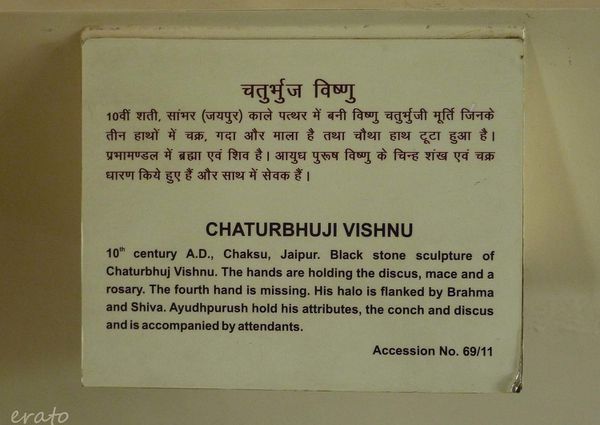 चतुर्भुज विष्णु
10वीं शती, सांभर (जयपुर) काले पत्थर में बनी विष्णु चतुर्भुजी मूर्ति जिनके
तीन हाथों में चक्र, गदा और माला है तथा चौथा हाथ टूटा हुआ है।
प्रभामण्डल में ब्रह्मा एवं शिव है। आयुध पुरूष विष्णु के चिन्ह शंख एवं चक्र
धारण किये हुए हैं और साथ में सेवक हैं।
CHATURBHUJI VISHNU
10th century A.D., Chaksu, Jaipur. Black stone sculpture of
Chaturbhuj Vishnu. The hands are holding the discus, mace and a
rosary. The fourth hand is missing. His halo is flanked by Brahma
and Shiva. Ayudhpurush hold his attributes, the conch and discus
and is accompanied by attendants.
Accession No. 69/11
erato